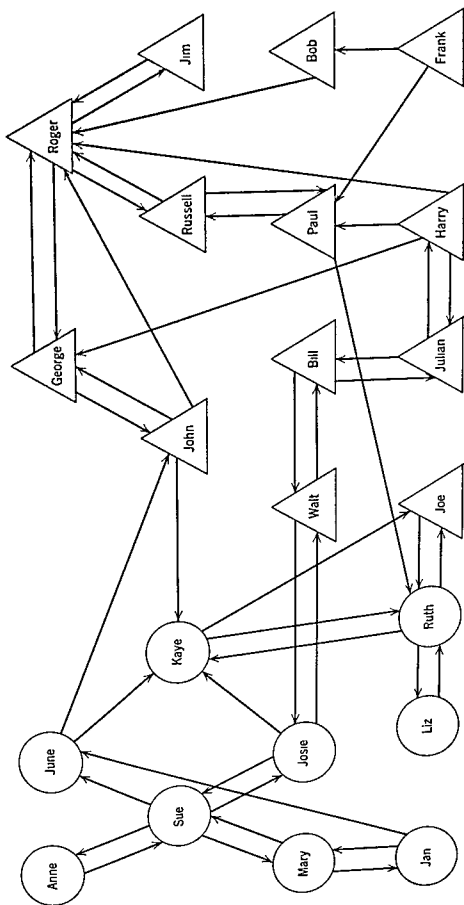 Anne
June
George
Roger
Sue
Kaye
John
Russell
Jim
Mary
Josie
Walt
Bill
Paul
Bob
Jan
Liz
Ruth
Joe
Julian
Harry
Frank